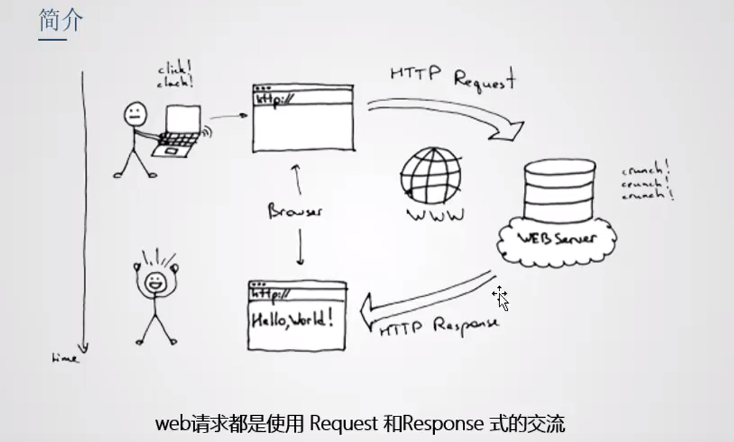 简介
click!
clack!
http://
HTTP Request
WWW
crunch!
crunch!
crunch!
WEB Server
Browser
http://
Hello, World!
HTTP Response
time
web请求都是使用 Request 和Response 式的交流